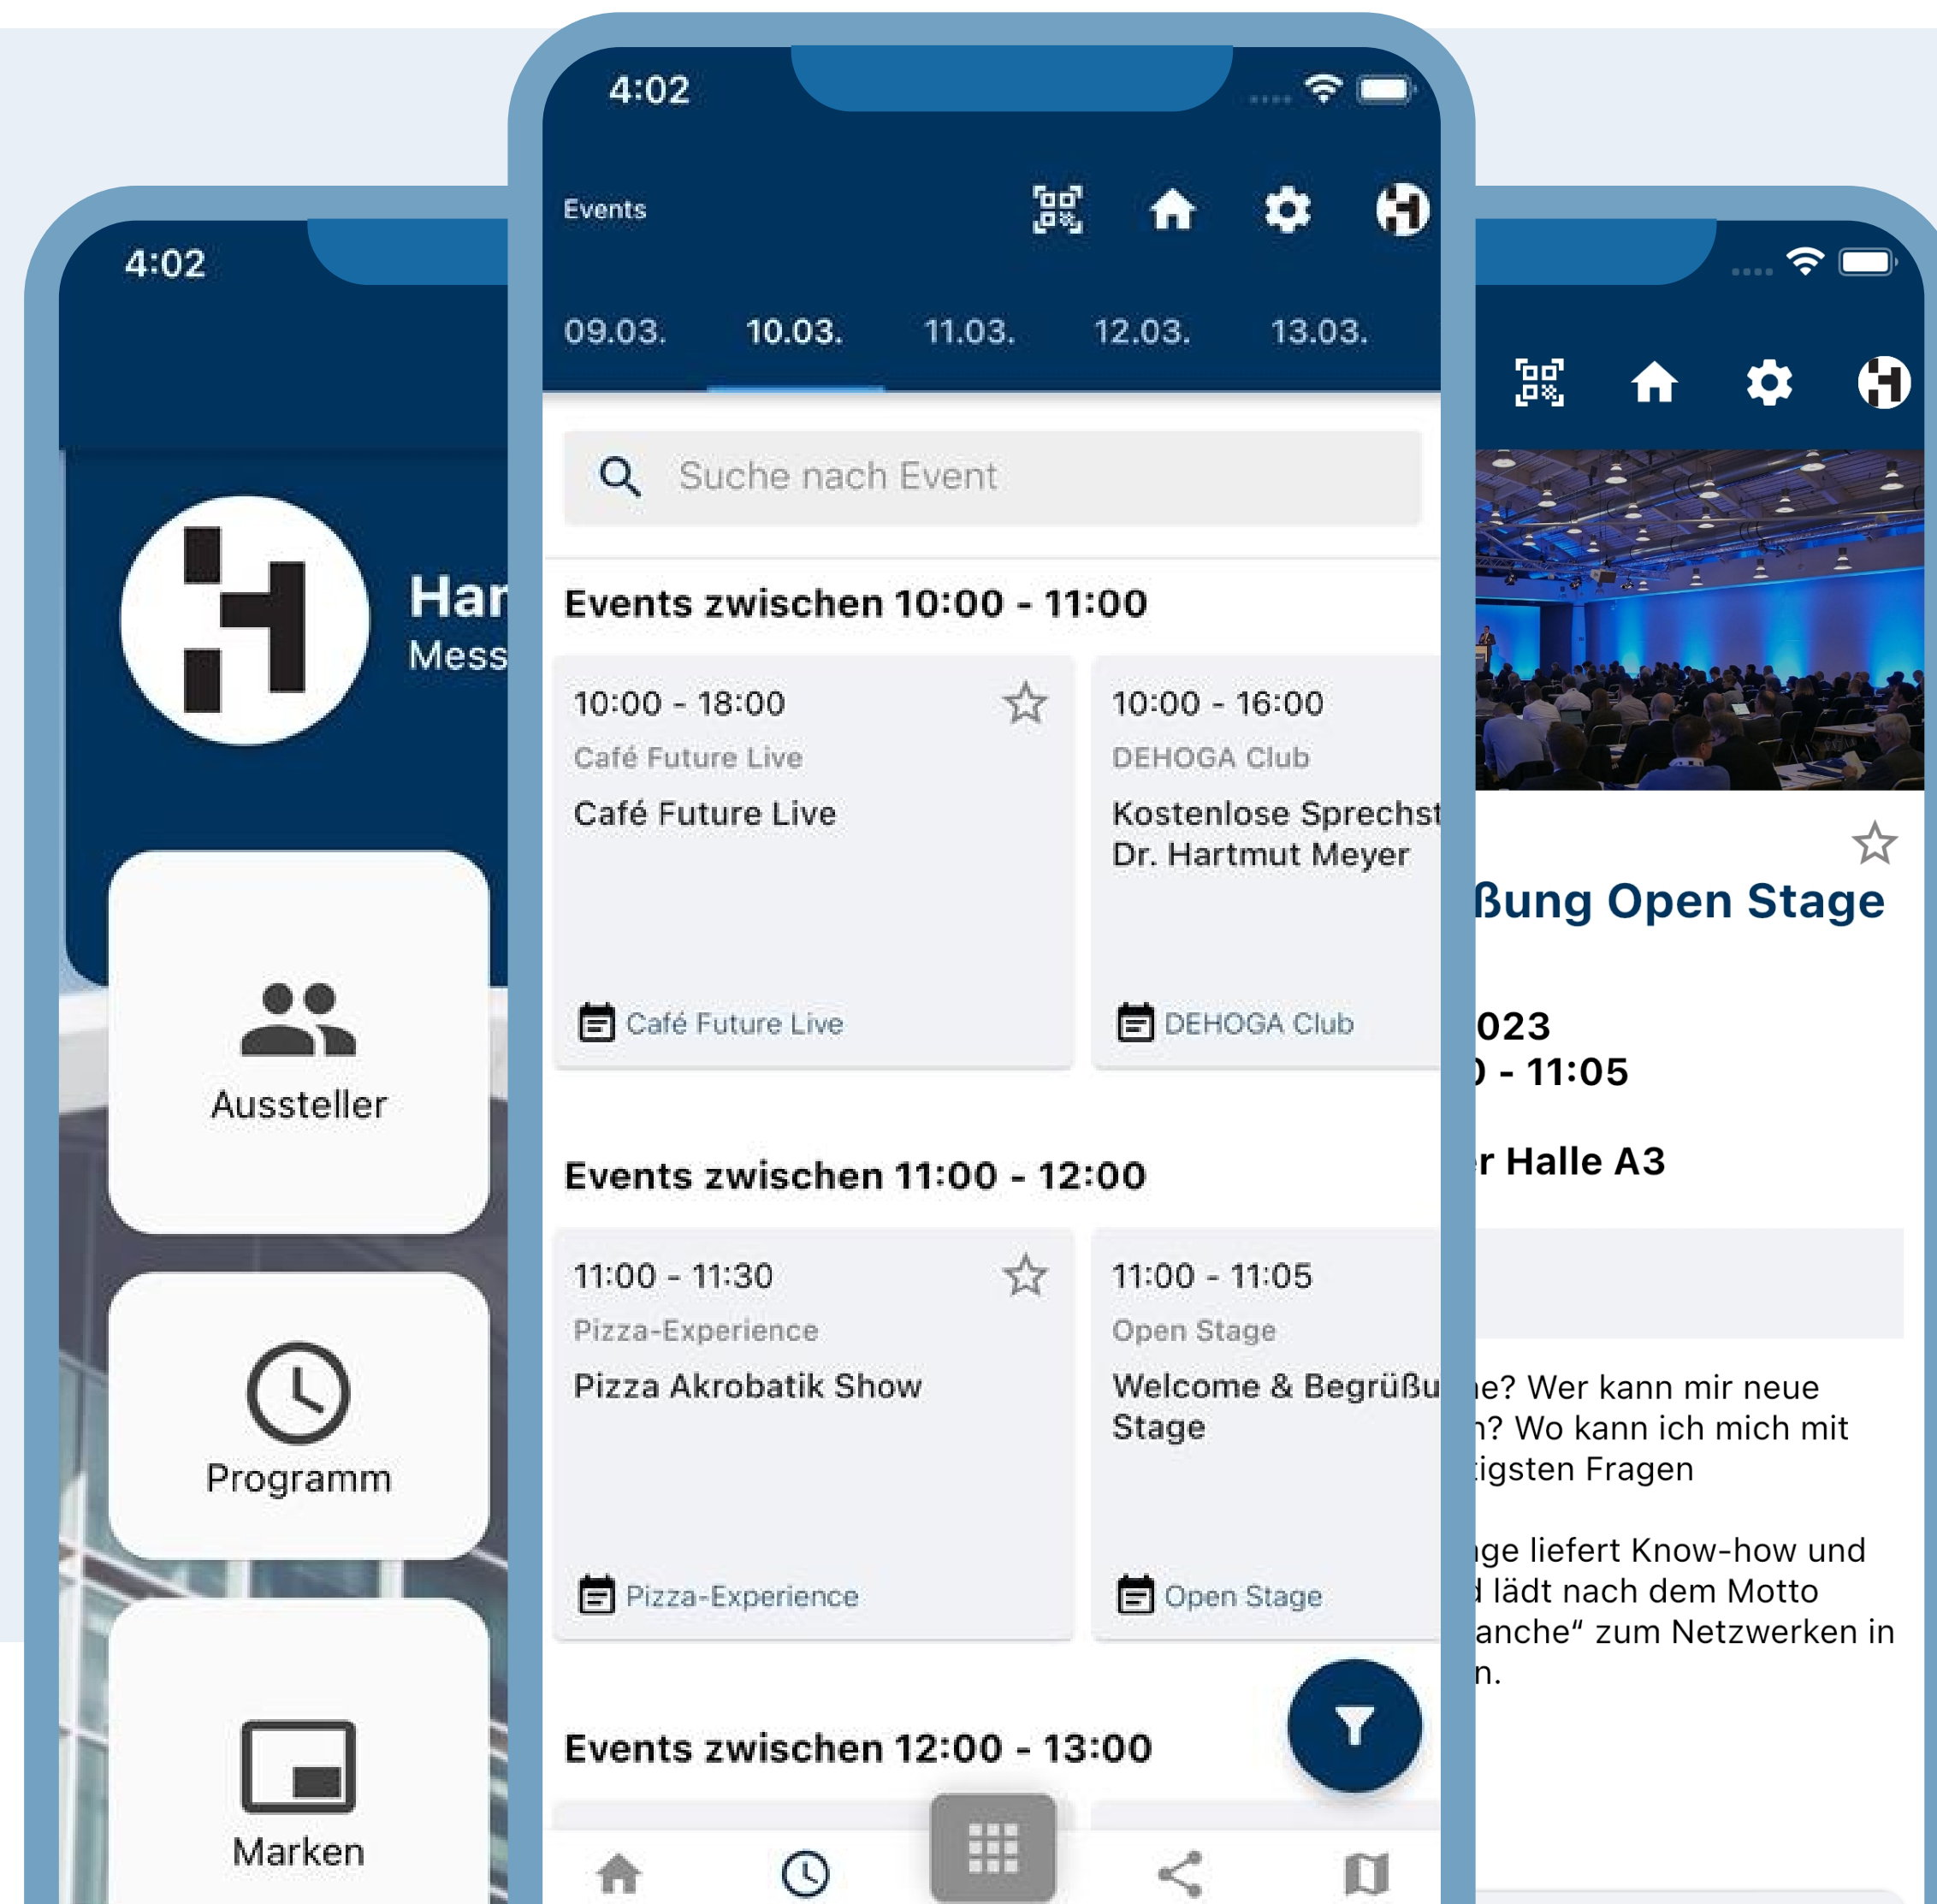 4:02
Events
09.03. 10.03. 11.03. 12.03. 13.03.
Suche nach Event
Events zwischen 10:00 - 11:00
10:00 - 18:00
Café Future Live
Café Future Live
Café Future Live
10:00 - 16:00
DEHOGA Club
Kostenlose Sprechst
Dr. Hartmut Meyer
DEHOGA Club
Events zwischen 11:00 - 12:00
11:00 - 11:30
Pizza-Experience
Pizza Akrobatik Show
Pizza-Experience
11:00 - 11:05
Open Stage
Welcome & Begrüßu
Stage
Open Stage
Events zwischen 12:00 - 13:00
4:02
Mess
Aussteller
Programm
Marken
ßung Open Stage
023
- 11:05
r Halle A3
e? Wer kann mir neue
? Wo kann ich mich mit
tigsten Fragen
ge liefert Know-how und
lädt nach dem Motto
anche“ zum Netzwerken in
n.